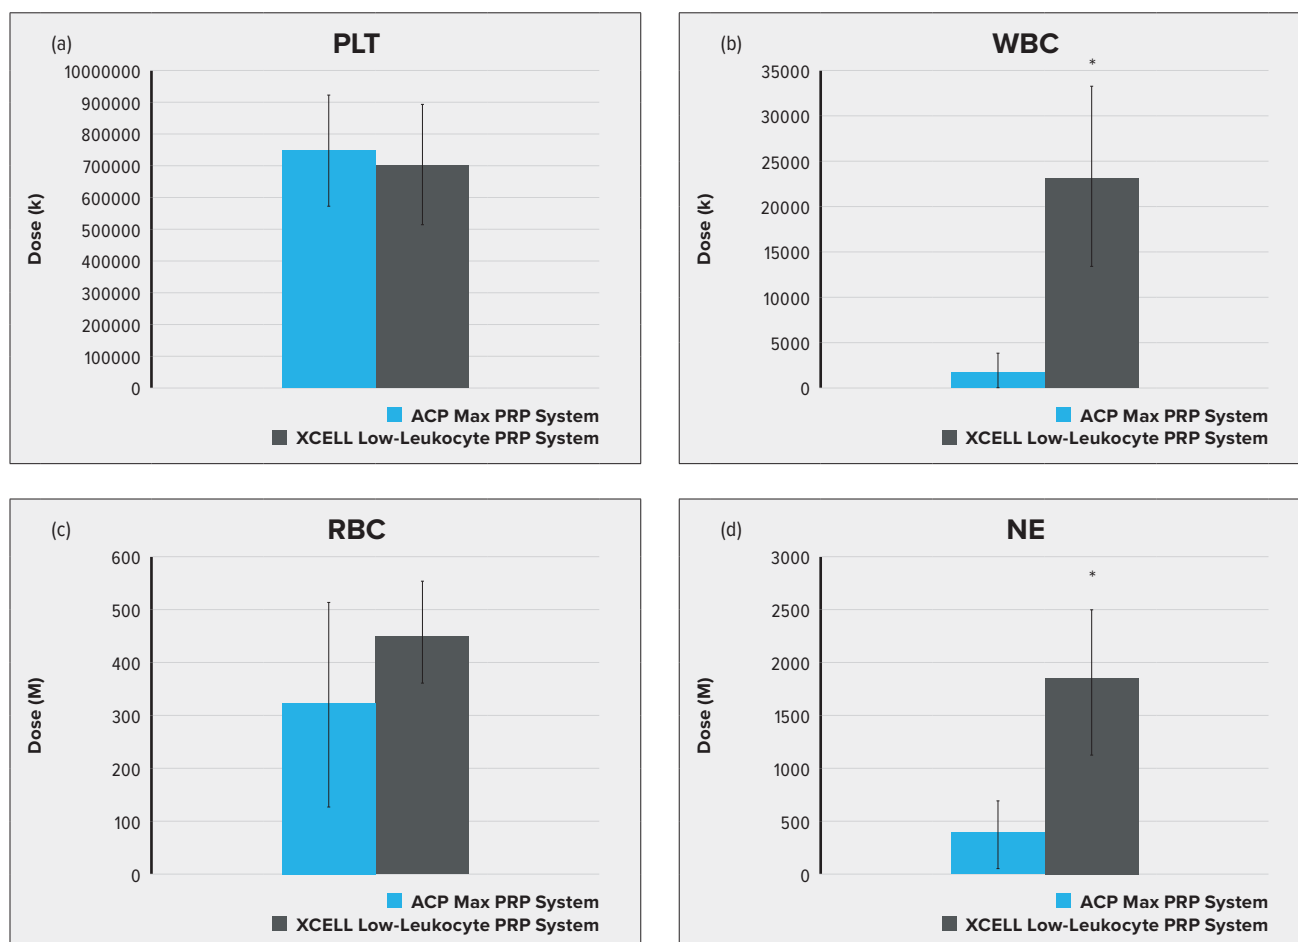 (a)
PLT
10000000
900000
800000
700000
600000
500000
400000
300000
200000
100000
0
Dose (k)
ACP Max PRP System
XCELL Low-Leukocyte PRP System
(b)
WBC
*
35000
30000
25000
20000
15000
10000
5000
0
Dose (k)
ACP Max PRP System
XCELL Low-Leukocyte PRP System
(c)
RBC
600
500
400
300
200
100
0
Dose (M)
ACP Max PRP System
XCELL Low-Leukocyte PRP System
(d)
NE
*
3000
2500
2000
1500
1000
500
0
Dose (M)
ACP Max PRP System
XCELL Low-Leukocyte PRP System